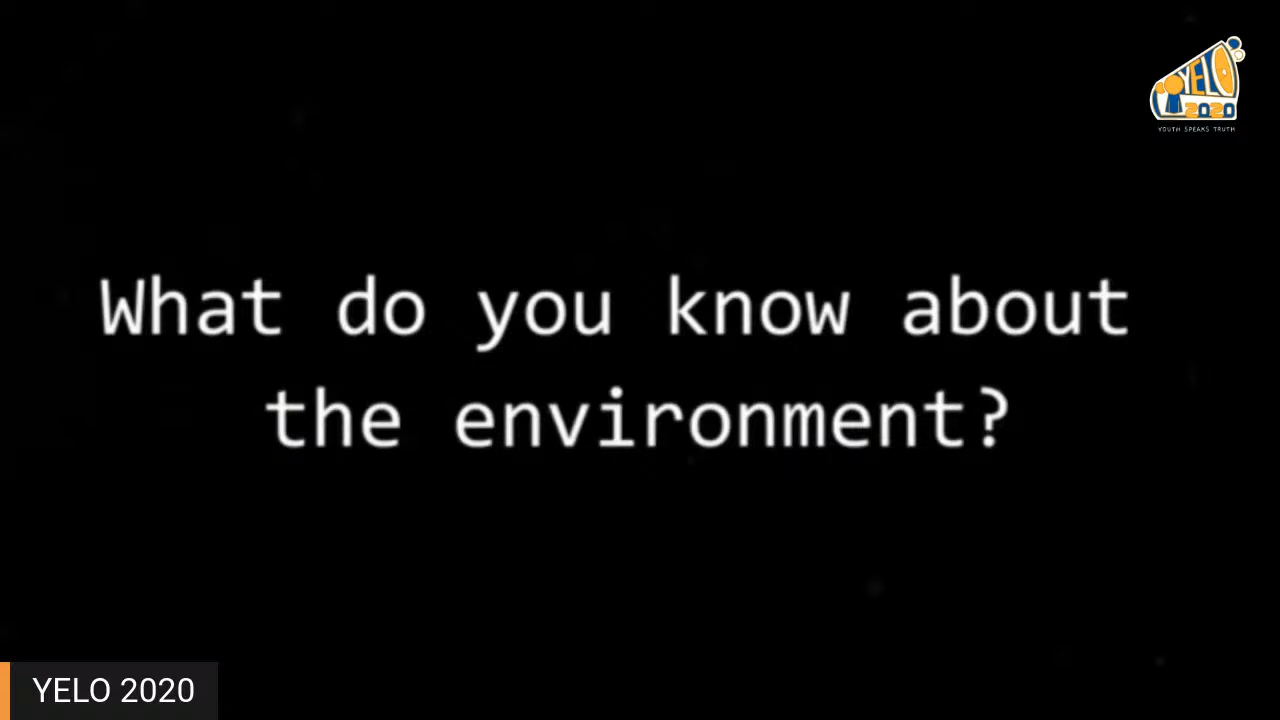 YELO
2020
YOUTH SPEAKS TRUTH
What do you know about
the environment?
YELO 2020